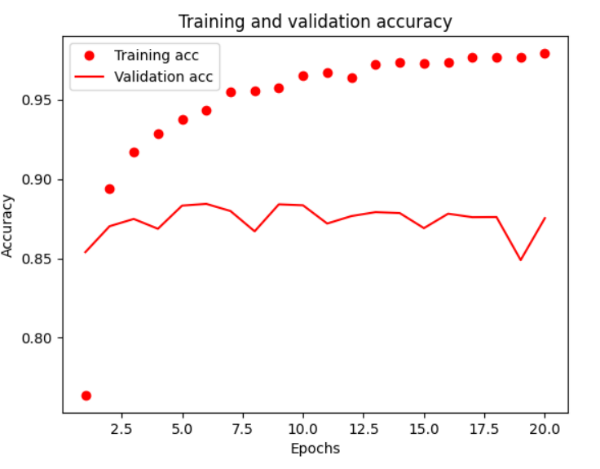 Training and validation accuracy
Training acc
Validation acc
Accuracy
0.95
0.90
0.85
0.80
2.5 5.0 7.5 10.0 12.5 15.0 17.5 20.0
Epochs